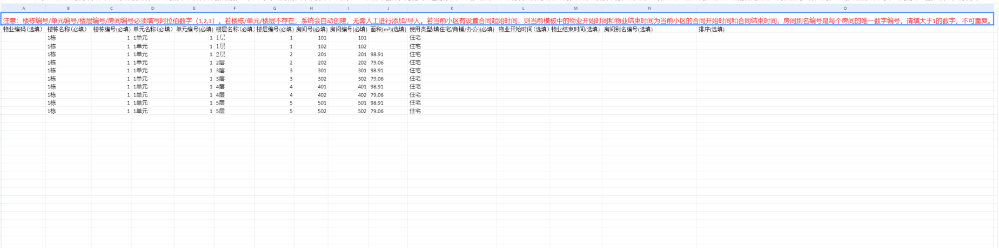 A B C D E F G H I J K L M N O
注意：楼栋编号/单元编号/楼层编号/房间编号必须填写阿拉伯数字（1,2,3）。若楼栋/单元/楼层不存在，系统会自动创建，无需人工进行添加/导入。若当前小区有设置合同起始时间，则当前模板中的物业开始时间和物业结束时间为当前小区的合同开始时间和合同结束时间，房间别名编号是每个房间的唯一数字编号，请填大于1的数字，不可重复。
物业编码（选填） 楼栋名称（必填） 楼栋编号(必填) 单元名称（必填） 单元编号(必填) 楼层名称（必填） 楼层编号(必填) 房间号(必填) 房间编号(必填) 面积(m²)(选填) 使用类型(填住宅/商铺/办公)(必填) 物业开始时间（选填） 物业结束时间(选填) 房间别名编号(选填) 排序(选填)
1栋 1 1单元 1 1层 1 101 101 住宅
1栋 1 1单元 1 1层 1 102 102 住宅
1栋 1 1单元 1 2层 2 201 201 98.91 住宅
1栋 1 1单元 1 2层 2 202 202 79.06 住宅
1栋 1 1单元 1 3层 3 301 301 98.91 住宅
1栋 1 1单元 1 3层 3 302 302 79.06 住宅
1栋 1 1单元 1 4层 4 401 401 98.91 住宅
1栋 1 1单元 1 4层 4 402 402 79.06 住宅
1栋 1 1单元 1 5层 5 501 501 98.91 住宅
1栋 1 1单元 1 5层 5 502 502 79.06 住宅